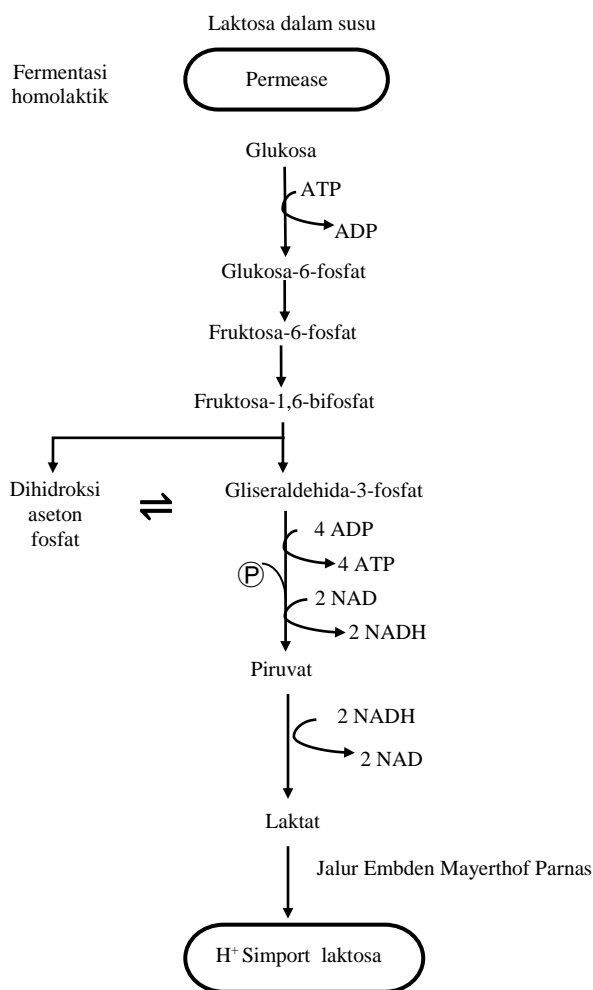 Laktosa dalam susu
Fermentasi
homolaktik
Permease
Glukosa
ATP
ADP
Glukosa-6-fosfat
Fruktosa-6-fosfat
Fruktosa-1,6-bifosfat
Dihidroksi
aseton
fosfat
Gliseraldehida-3-fosfat
4 ADP
4 ATP
P
2 NAD
2 NADH
Piruvat
2 NADH
2 NAD
Laktat
Jalur Embden Mayerthof Parnas
H⁺ Simport laktosa